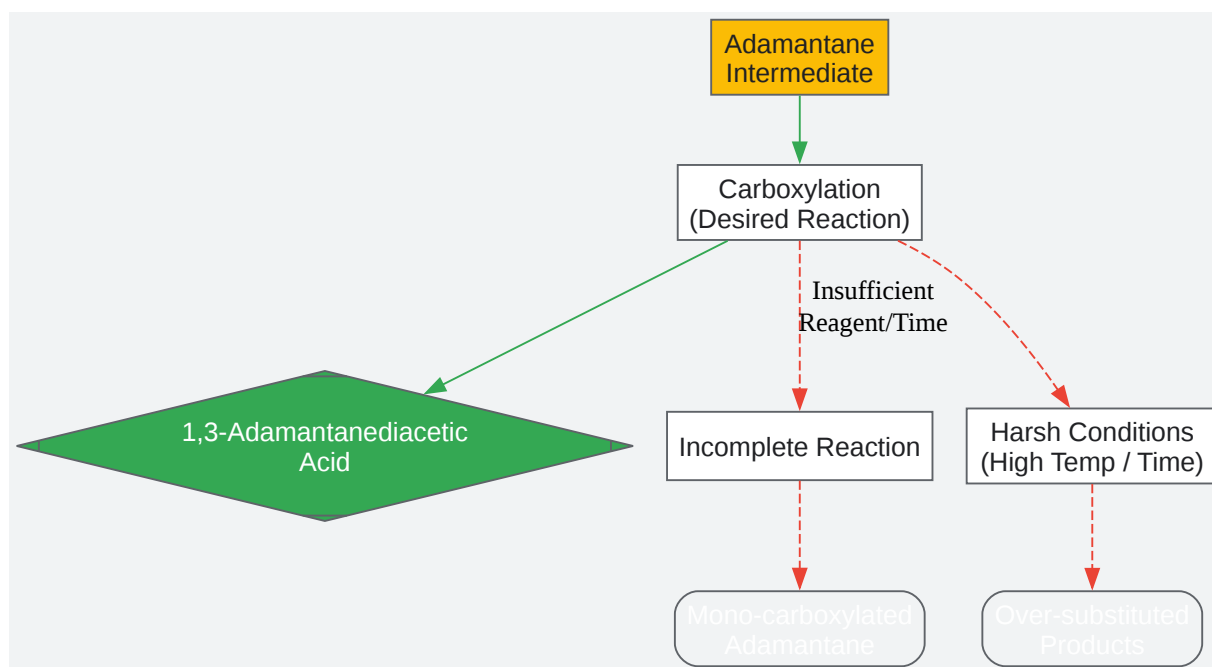 Adamantane
Intermediate
Carboxylation
(Desired Reaction)
Insufficient
Reagent/Time
1,3-Adamantanediacetic
Acid
Incomplete Reaction
Harsh Conditions
(High Temp / Time)
Mono-carboxylated
Adamantane
Over-substituted
Products